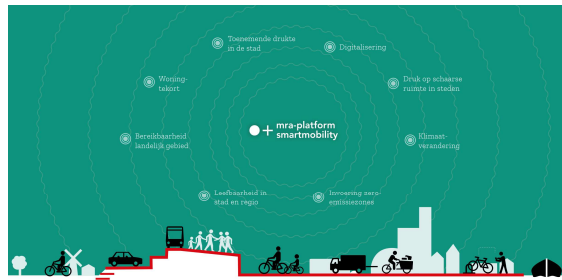 Toenemende drukte
in de stad
Digitalisering
Woning-
tekort
Druk op schaarse
ruimte in steden
mra-platform
smartmobility
Bereikbaarheid
landelijk gebied
Klimaat-
verandering
Leefbaarheid in
stad en regio
Invoering zero-
emissiezones